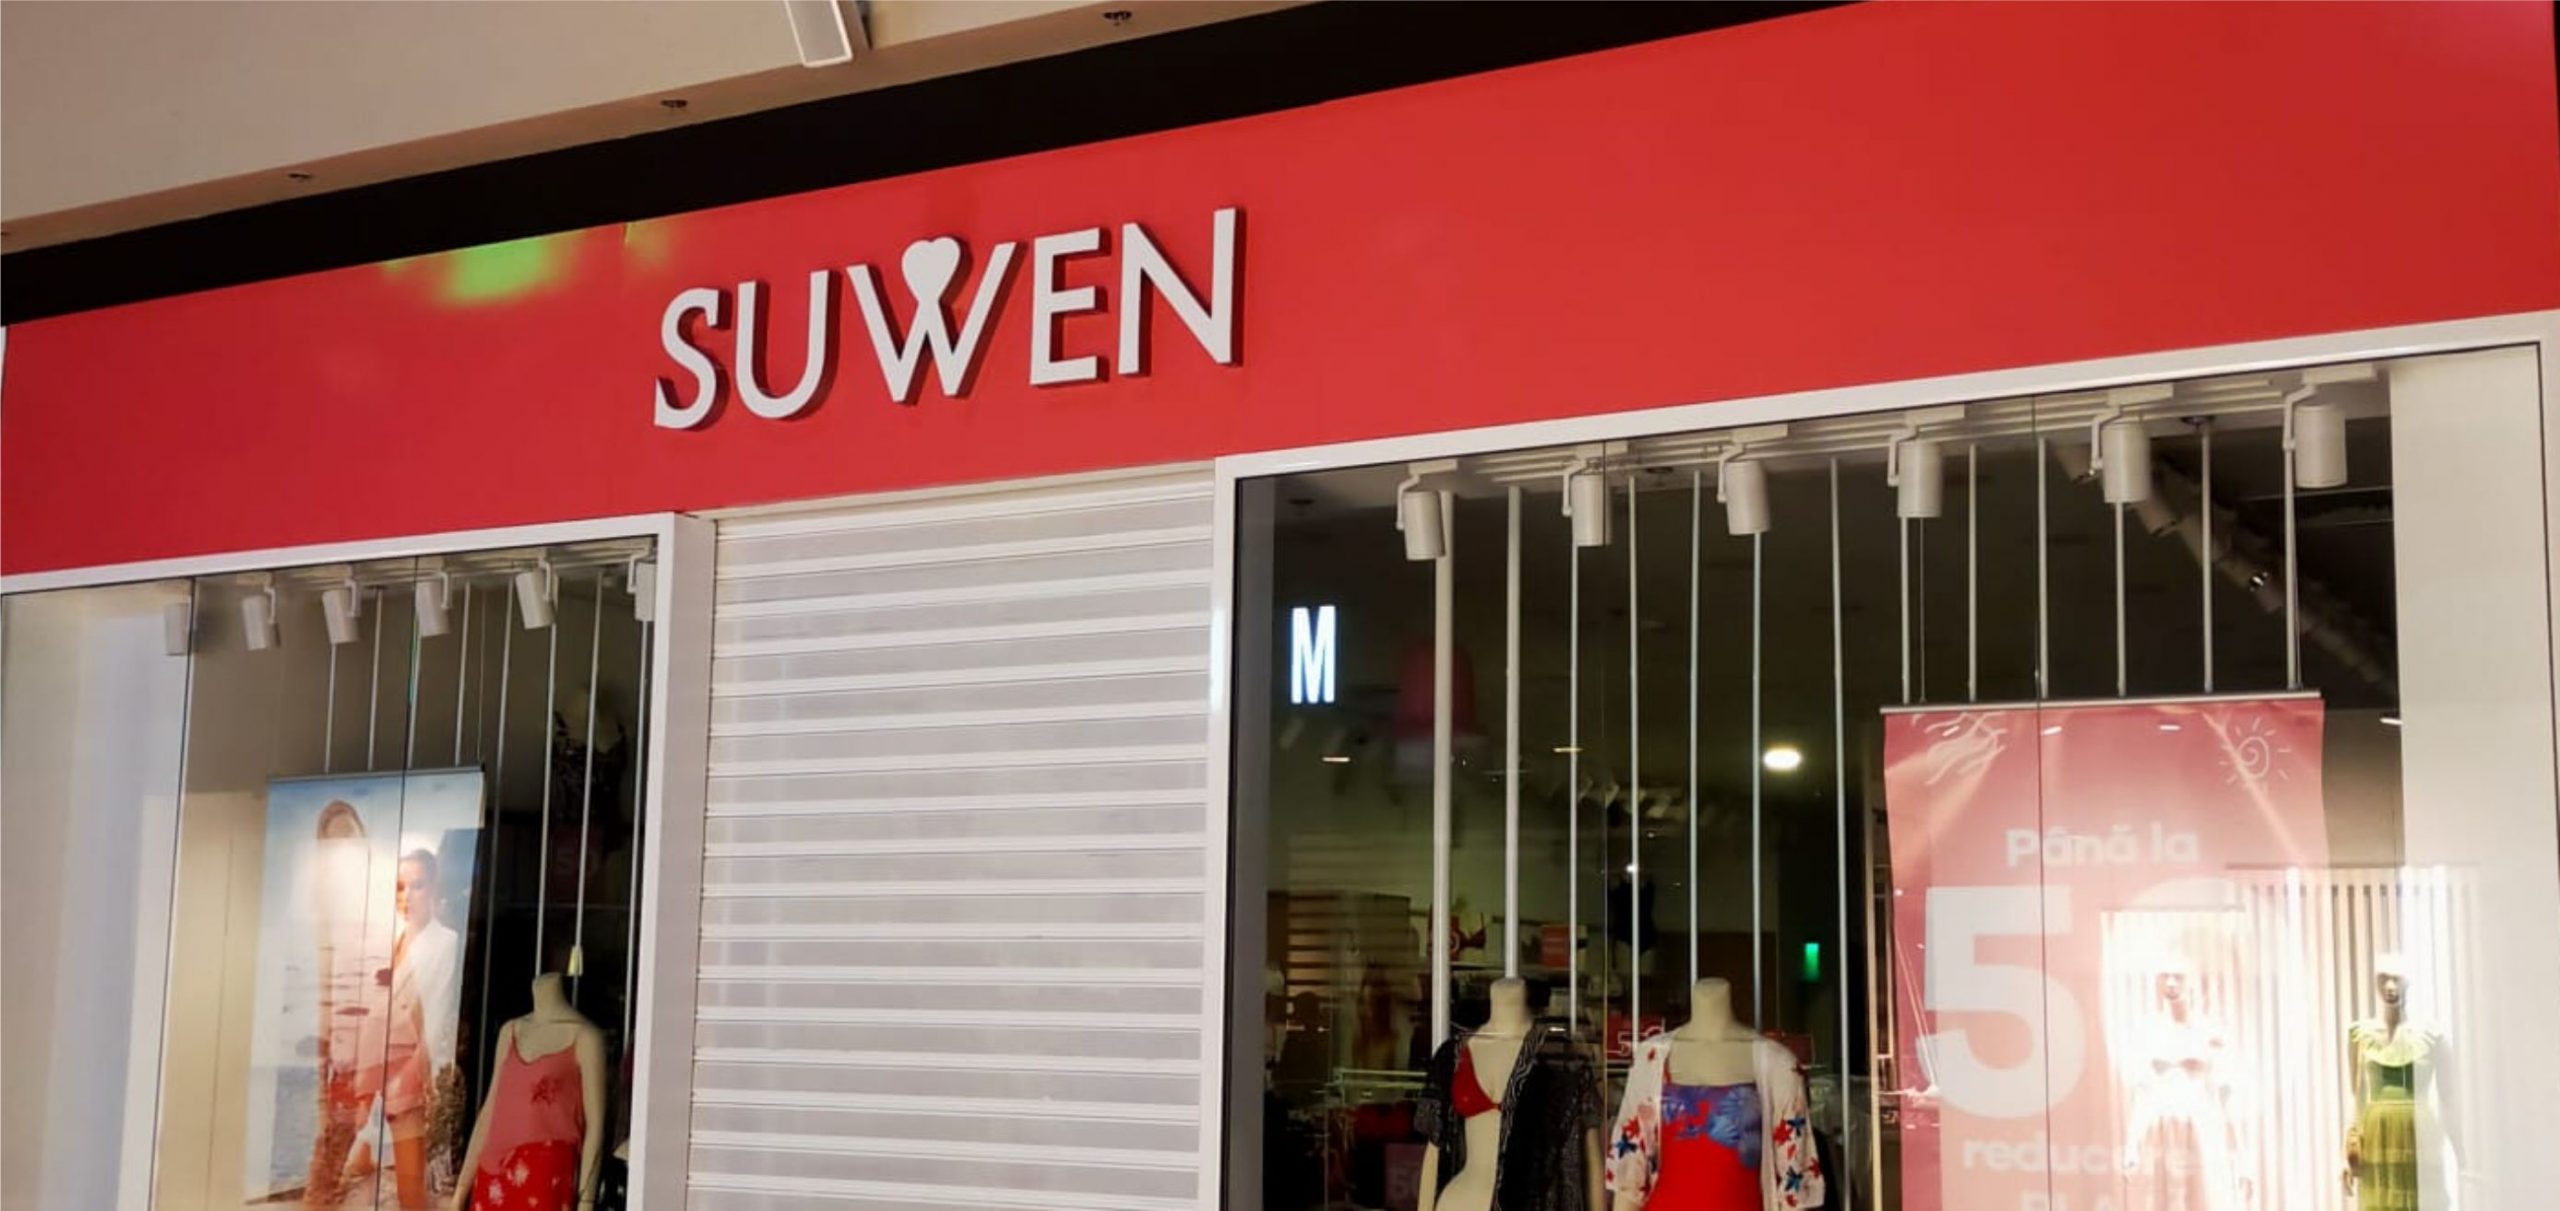 SUWEN
M
Până la
5
reducere